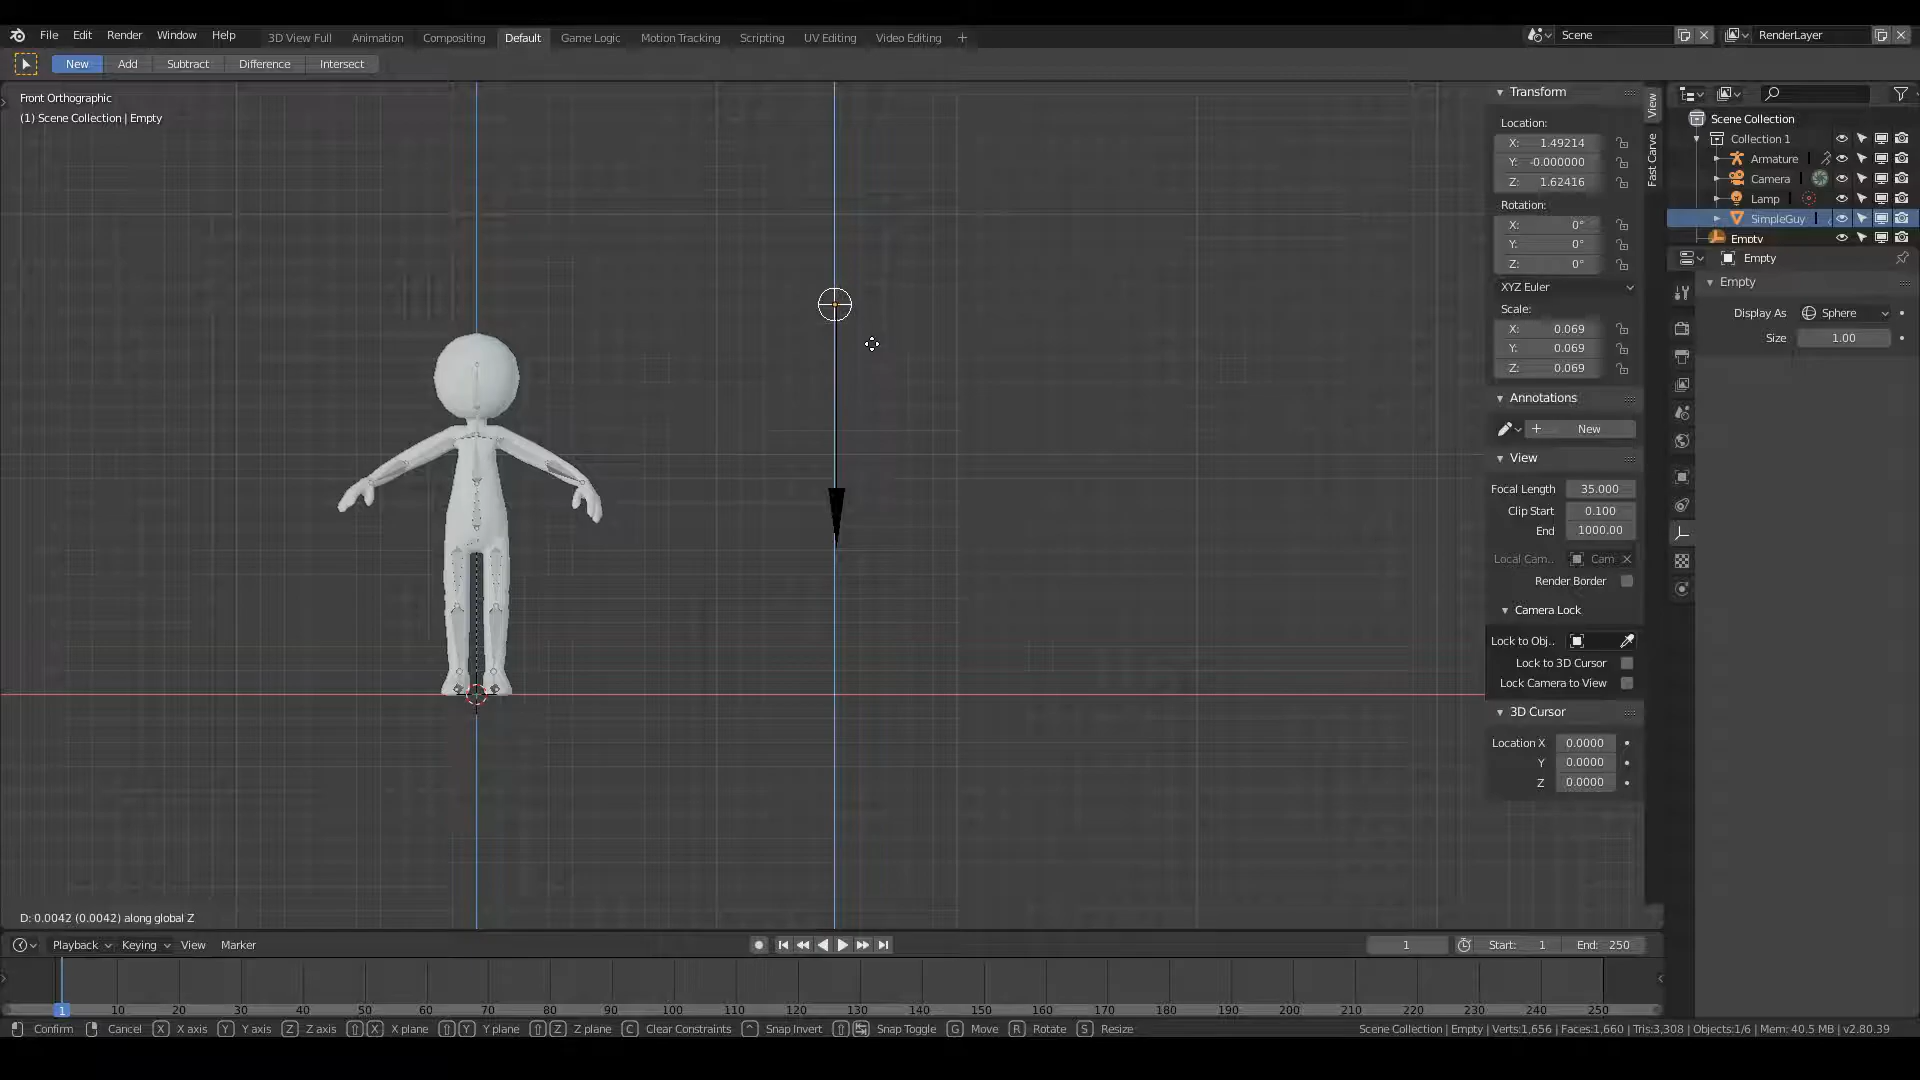 File Edit Render Window Help 3D View Full Animation Compositing Default Game Logic Motion Tracking Scripting UV Editing Video Editing + Scene RenderLayer
New Add Subtract Difference Intersect
Front Orthographic
(1) Scene Collection | Empty
Transform
Location:
X: 1.49214
Y: -0.000000
Z: 1.62416
Rotation:
X: 0°
Y: 0°
Z: 0°
XYZ Euler
Scale:
X: 0.069
Y: 0.069
Z: 0.069
Annotations
+ New
View
Focal Length 35.000
Clip Start 0.100
End 1000.00
Local Cam.. Cam
Render Border
Camera Lock
Lock to Obj..
Lock to 3D Cursor
Lock Camera to View
3D Cursor
Location X 0.0000
Y 0.0000
Z 0.0000
View
Fast Carve
Scene Collection
Collection 1
Armature
Camera
Lamp
SimpleGuy
Empty
Empty
Empty
Display As Sphere
Size 1.00
D: 0.0042 (0.0042) along global Z
Playback Keying View Marker 1 Start: 1 End: 250
1 10 20 30 40 50 60 70 80 90 100 110 120 130 140 150 160 170 180 190 200 210 220 230 240 250
Confirm Cancel X X axis Y Y axis Z Z axis X X plane Y Y plane Z Z plane C Clear Constraints ^ Snap Invert Snap Toggle G Move R Rotate S Resize Scene Collection | Empty | Verts:1,656 | Faces:1,660 | Tris:3,308 | Objects:1/6 | Mem: 40.5 MB | v2.80.39